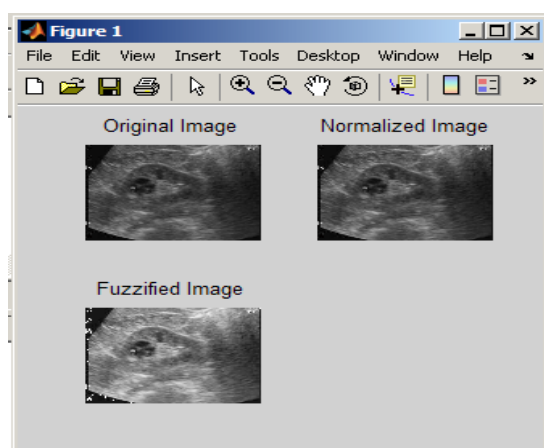 Figure 1
File Edit View Insert Tools Desktop Window Help
Original Image Normalized Image
Fuzzified Image